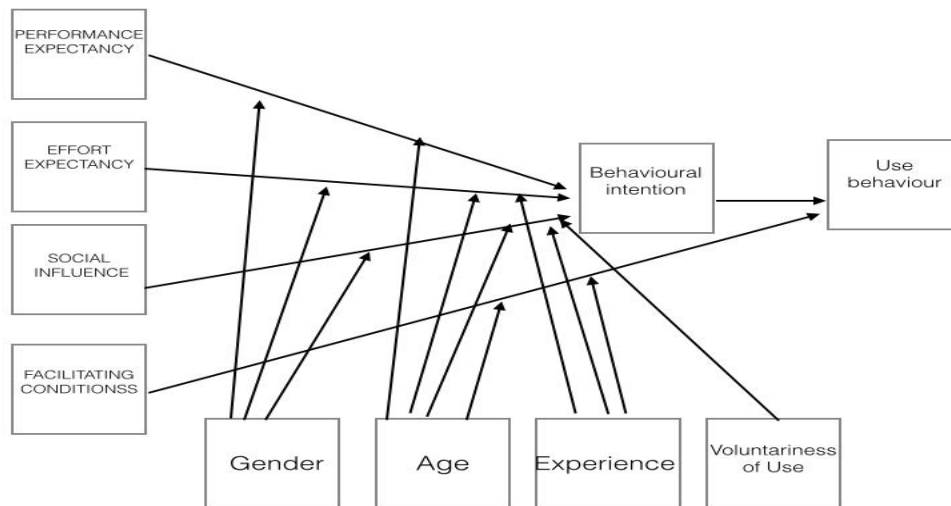 PERFORMANCE
EXPECTANCY
EFFORT
EXPECTANCY
SOCIAL
INFLUENCE
FACILITATING
CONDITIONSS
Behavioural
intention
Use
behaviour
Gender
Age
Experience
Voluntariness
of Use